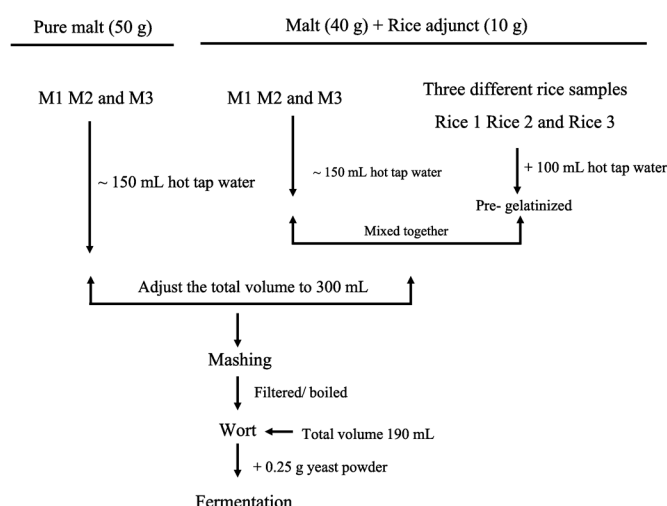 Pure malt (50 g)
Malt (40 g) + Rice adjunct (10 g)
M1 M2 and M3
M1 M2 and M3
Three different rice samples
Rice 1 Rice 2 and Rice 3
~ 150 mL hot tap water
~ 150 mL hot tap water
+ 100 mL hot tap water
Pre- gelatinized
Mixed together
Adjust the total volume to 300 mL
Mashing
Filtered/ boiled
Wort
Total volume 190 mL
+ 0.25 g yeast powder
Fermentation